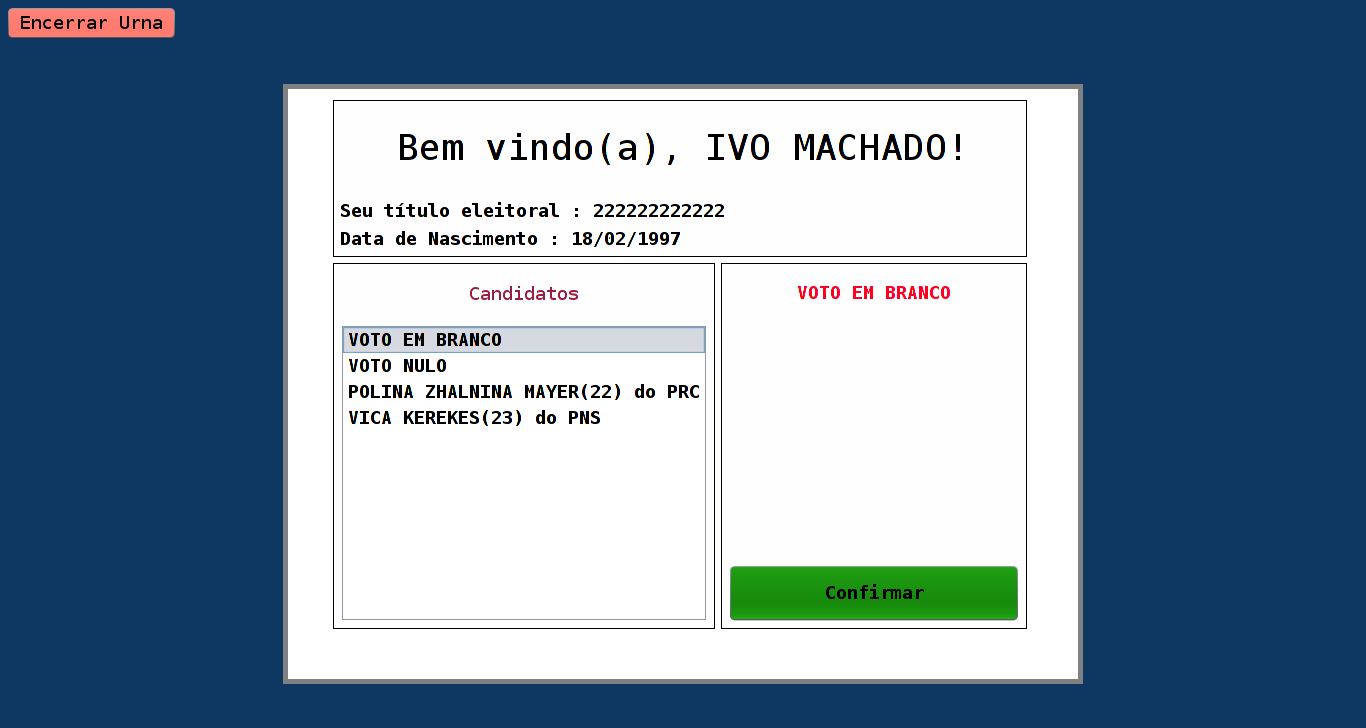 Encerrar Urna
Bem vindo(a), IVO MACHADO!
Seu título eleitoral : 222222222222
Data de Nascimento : 18/02/1997
Candidatos
VOTO EM BRANCO
VOTO NULO
POLINA ZHALNINA MAYER(22) do PRC
VICA KEREKES(23) do PNS
VOTO EM BRANCO
Confirmar